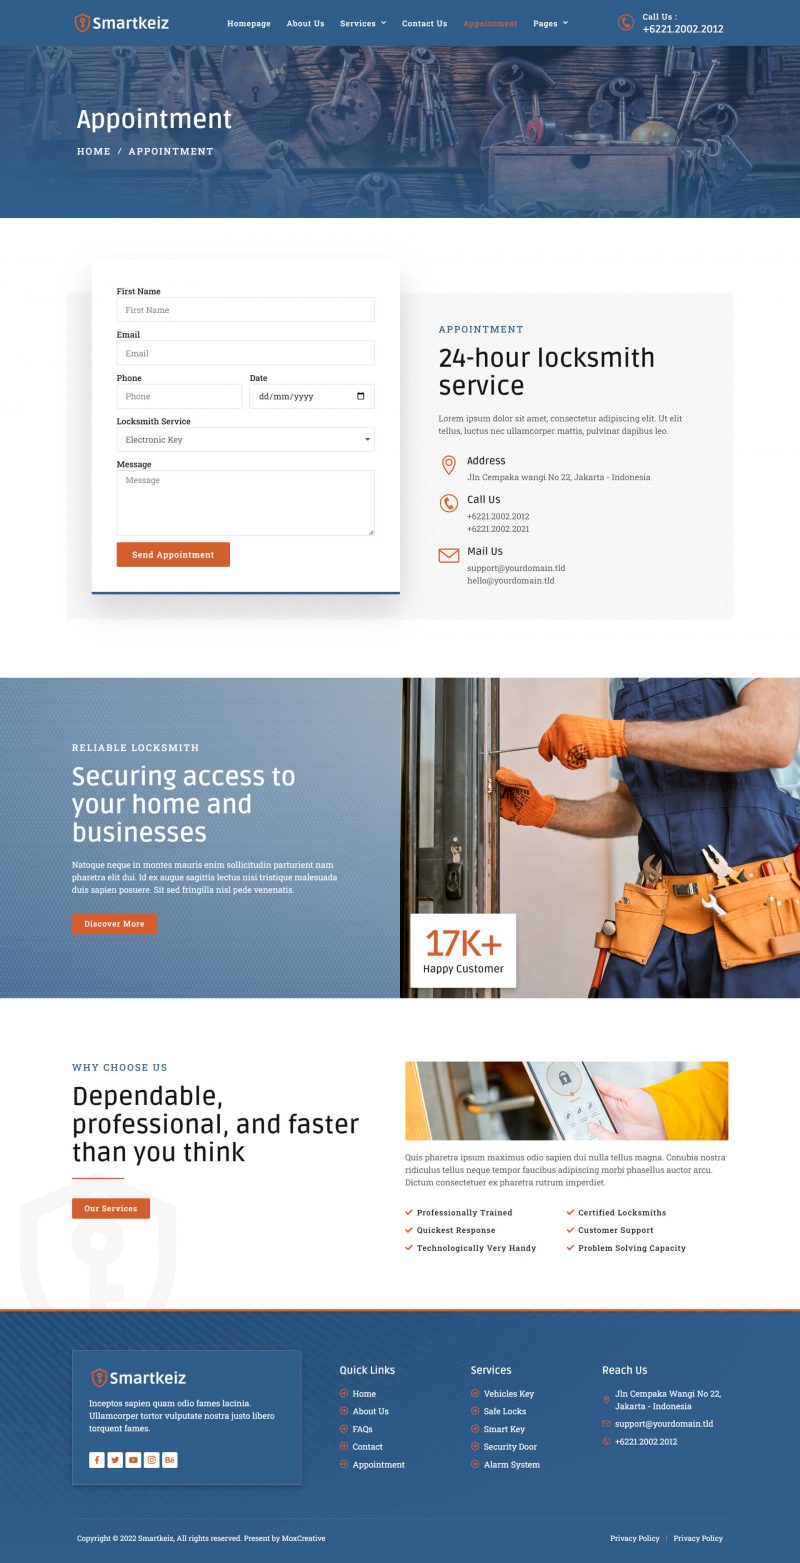 Smartkeiz
Homepage
About Us
Services
Contact Us
Appointment
Pages
Call Us :
+6221.2002.2012
Appointment
HOME / APPOINTMENT
First Name
First Name
Email
Email
Phone
Date
Phone
dd/mm/yyyy
Locksmith Service
Electronic Key
Message
Message
Send Appointment
APPOINTMENT
24-hour locksmith
service
Lorem ipsum dolor sit amet, consectetur adipiscing elit. Ut elit
tellus, luctus nec ullamcorper mattis, pulvinar dapibus leo.
Address
Jln Cempaka wangi No 22, Jakarta - Indonesia
Call Us
+6221.2002.2012
+6221.2002.2021
Mail Us
support@yourdomain.tld
hello@yourdomain.tld
RELIABLE LOCKSMITH
Securing access to
your home and
businesses
Natoque neque in montes mauris enim sollicitudin parturient nam
pharetra elit dui. Id ex augue sagittis lectus nisi tristique malesuada
duis sapien posuere. Sit sed fringilla nisl pede venenatis.
Discover More
17K+
Happy Customer
WHY CHOOSE US
Dependable,
professional, and faster
than you think
Our Services
Quis pharetra ipsum maximus odio sapien dui nulla tellus magna. Conubia nostra
ridiculus tellus neque tempor faucibus adipiscing morbi phasellus auctor arcu.
Dictum consectetuer ex pharetra rutrum imperdiet.
Professionally Trained
Certified Locksmiths
Quickest Response
Customer Support
Technologically Very Handy
Problem Solving Capacity
Smartkeiz
Inceptos sapien quam odio fames lacinia.
Ullamcorper tortor vulputate nostra justo libero
torquent fames.
Quick Links
Home
About Us
FAQs
Contact
Appointment
Services
Vehicles Key
Safe Locks
Smart Key
Security Door
Alarm System
Reach Us
Jln Cempaka Wangi No 22,
Jakarta - Indonesia
support@yourdomain.tld
+6221.2002.2012
Copyright © 2022 Smartkeiz, All rights reserved. Present by MoxCreative
Privacy Policy | Privacy Policy